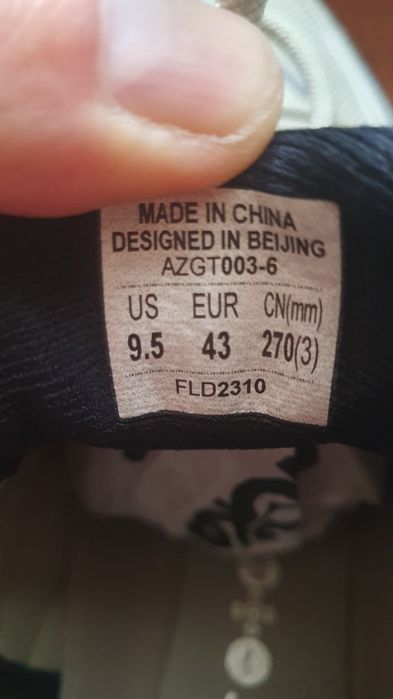 MADE IN CHINA
DESIGNED IN BEIJING
AZGT003-6
US EUR CN(mm)
9.5 43 270(3)
FLD2310